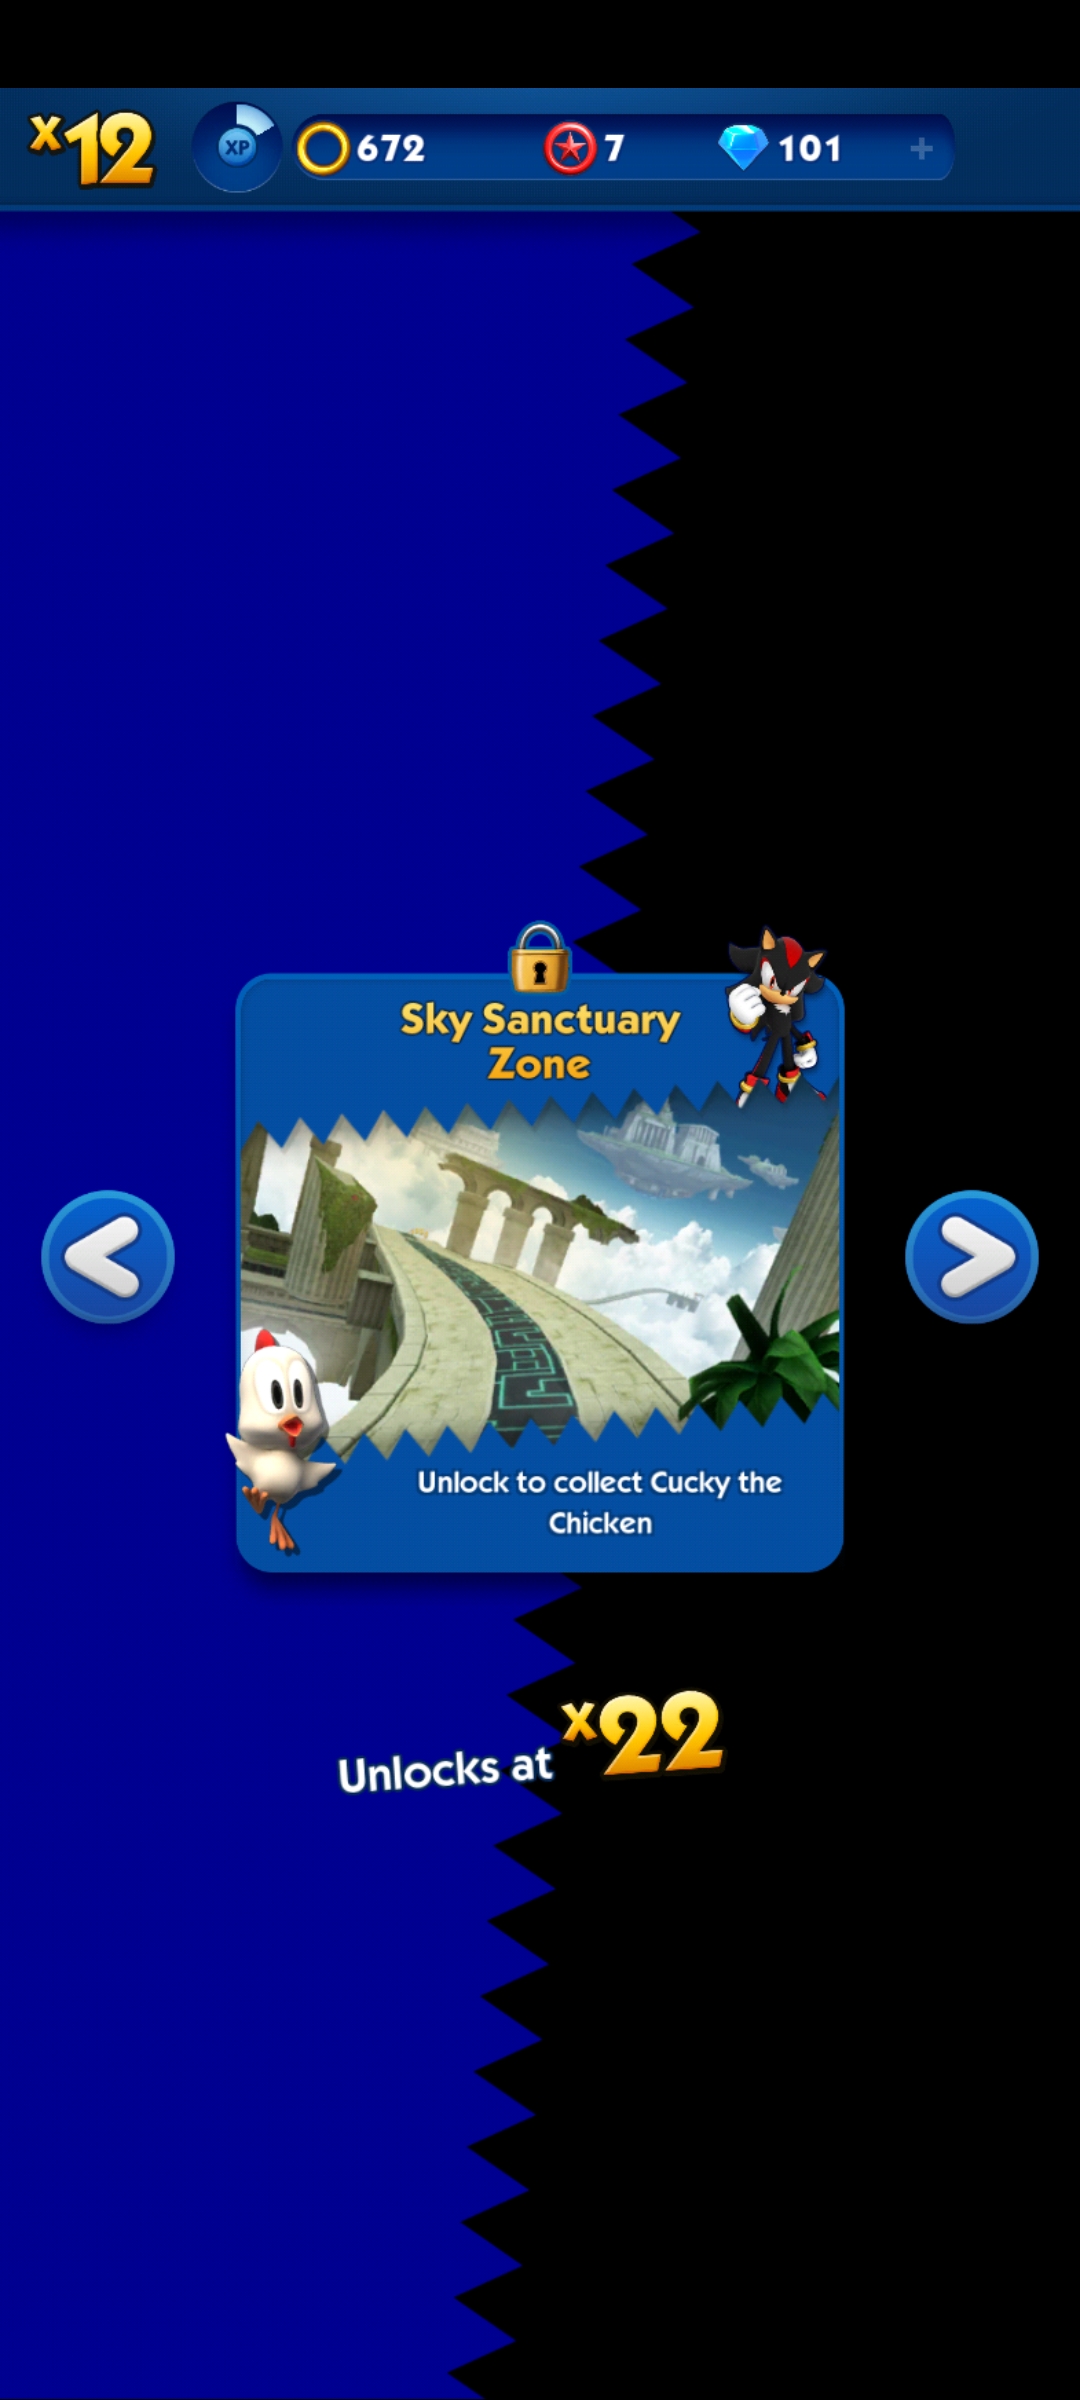 x12 XP 672 7 101 +
Sky Sanctuary
Zone
Unlock to collect Cucky the
Chicken
Unlocks at x22